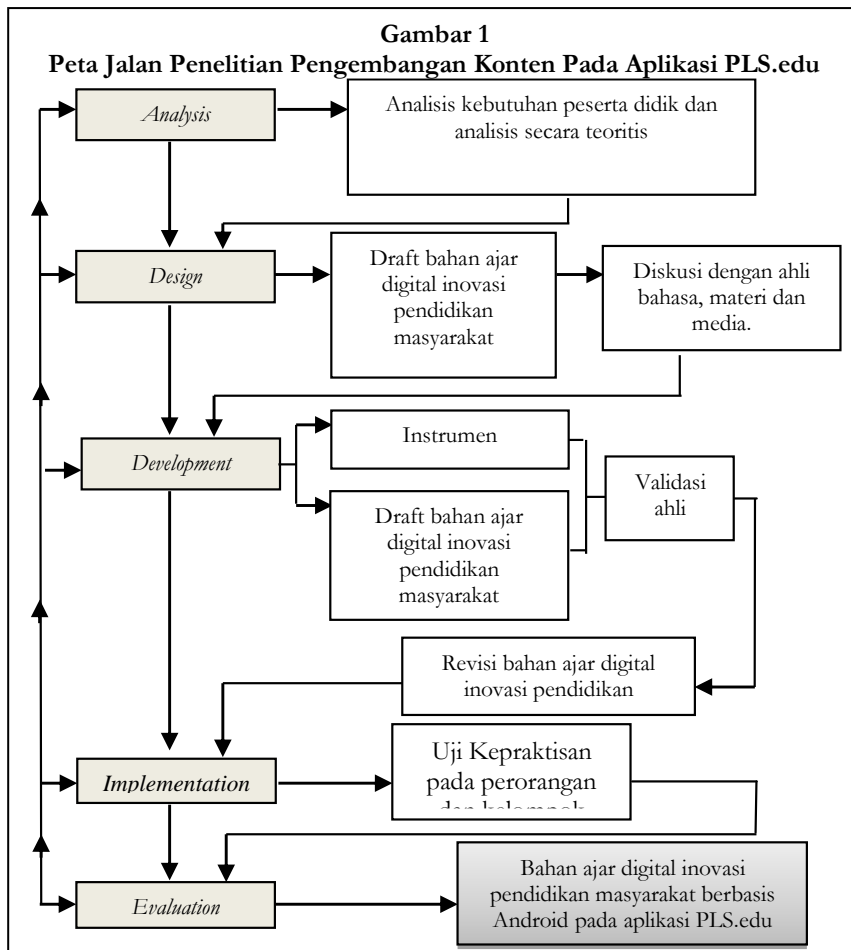 Gambar 1
Peta Jalan Penelitian Pengembangan Konten Pada Aplikasi PLS.edu
Analysis
Analisis kebutuhan peserta didik dan
analisis secara teoritis
Design
Draft bahan ajar
digital inovasi
pendidikan
masyarakat
Diskusi dengan ahli
bahasa, materi dan
media.
Development
Instrumen
Draft bahan ajar
digital inovasi
pendidikan
masyarakat
Validasi
ahli
Revisi bahan ajar digital
inovasi pendidikan
Implementation
Uji Kepraktisan
pada perorangan
dan kelompok
Evaluation
Bahan ajar digital inovasi
pendidikan masyarakat berbasis
Android pada aplikasi PLS.edu